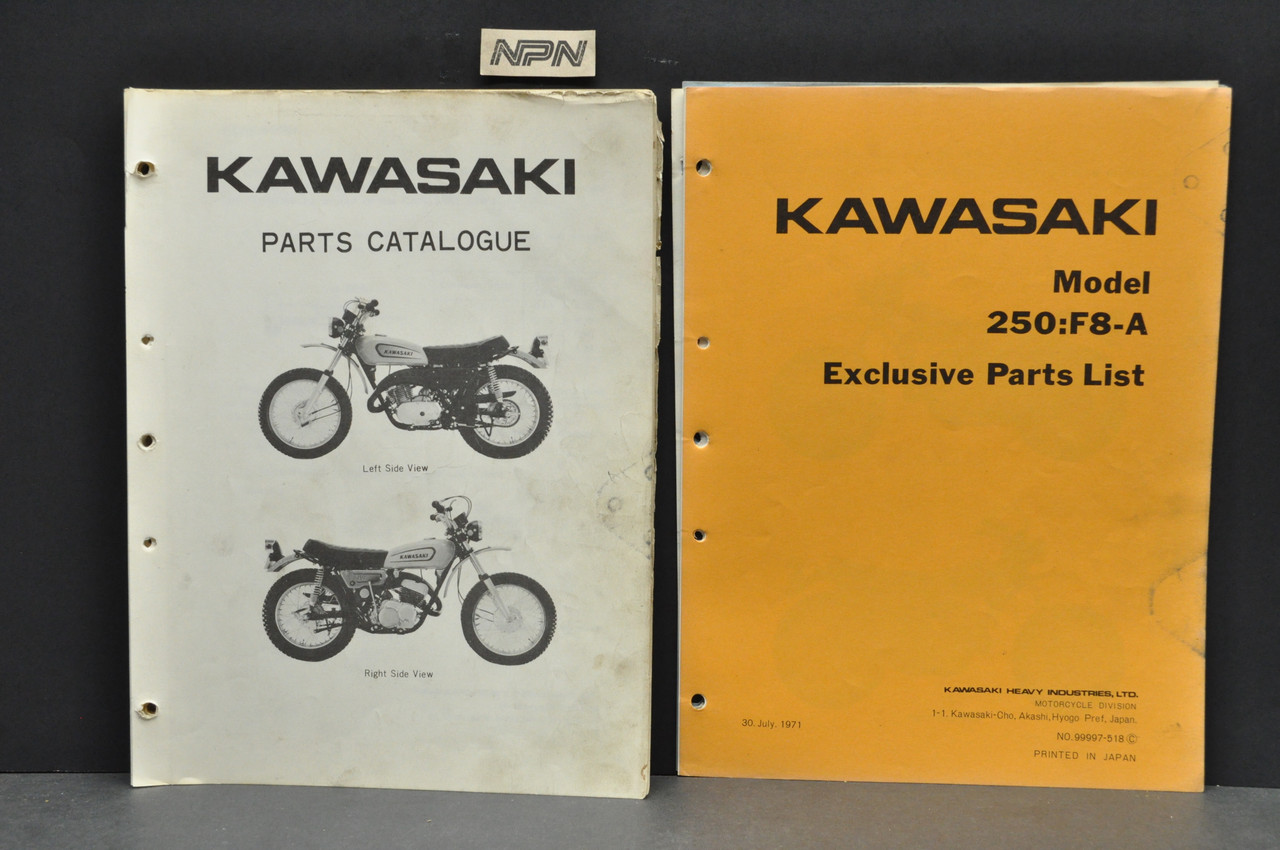 NPN
KAWASAKI
PARTS CATALOGUE
KAWASAKI
Left Side View
KAWASAKI
Right Side View
KAWASAKI
Model
250:F8-A
Exclusive Parts List
KAWASAKI HEAVY INDUSTRIES, LTD.
MOTORCYCLE DIVISION
1-1. Kawasaki-Cho, Akashi, Hyogo Pref, Japan.
30. July. 1971
NO. 99997-518 ©
PRINTED IN JAPAN